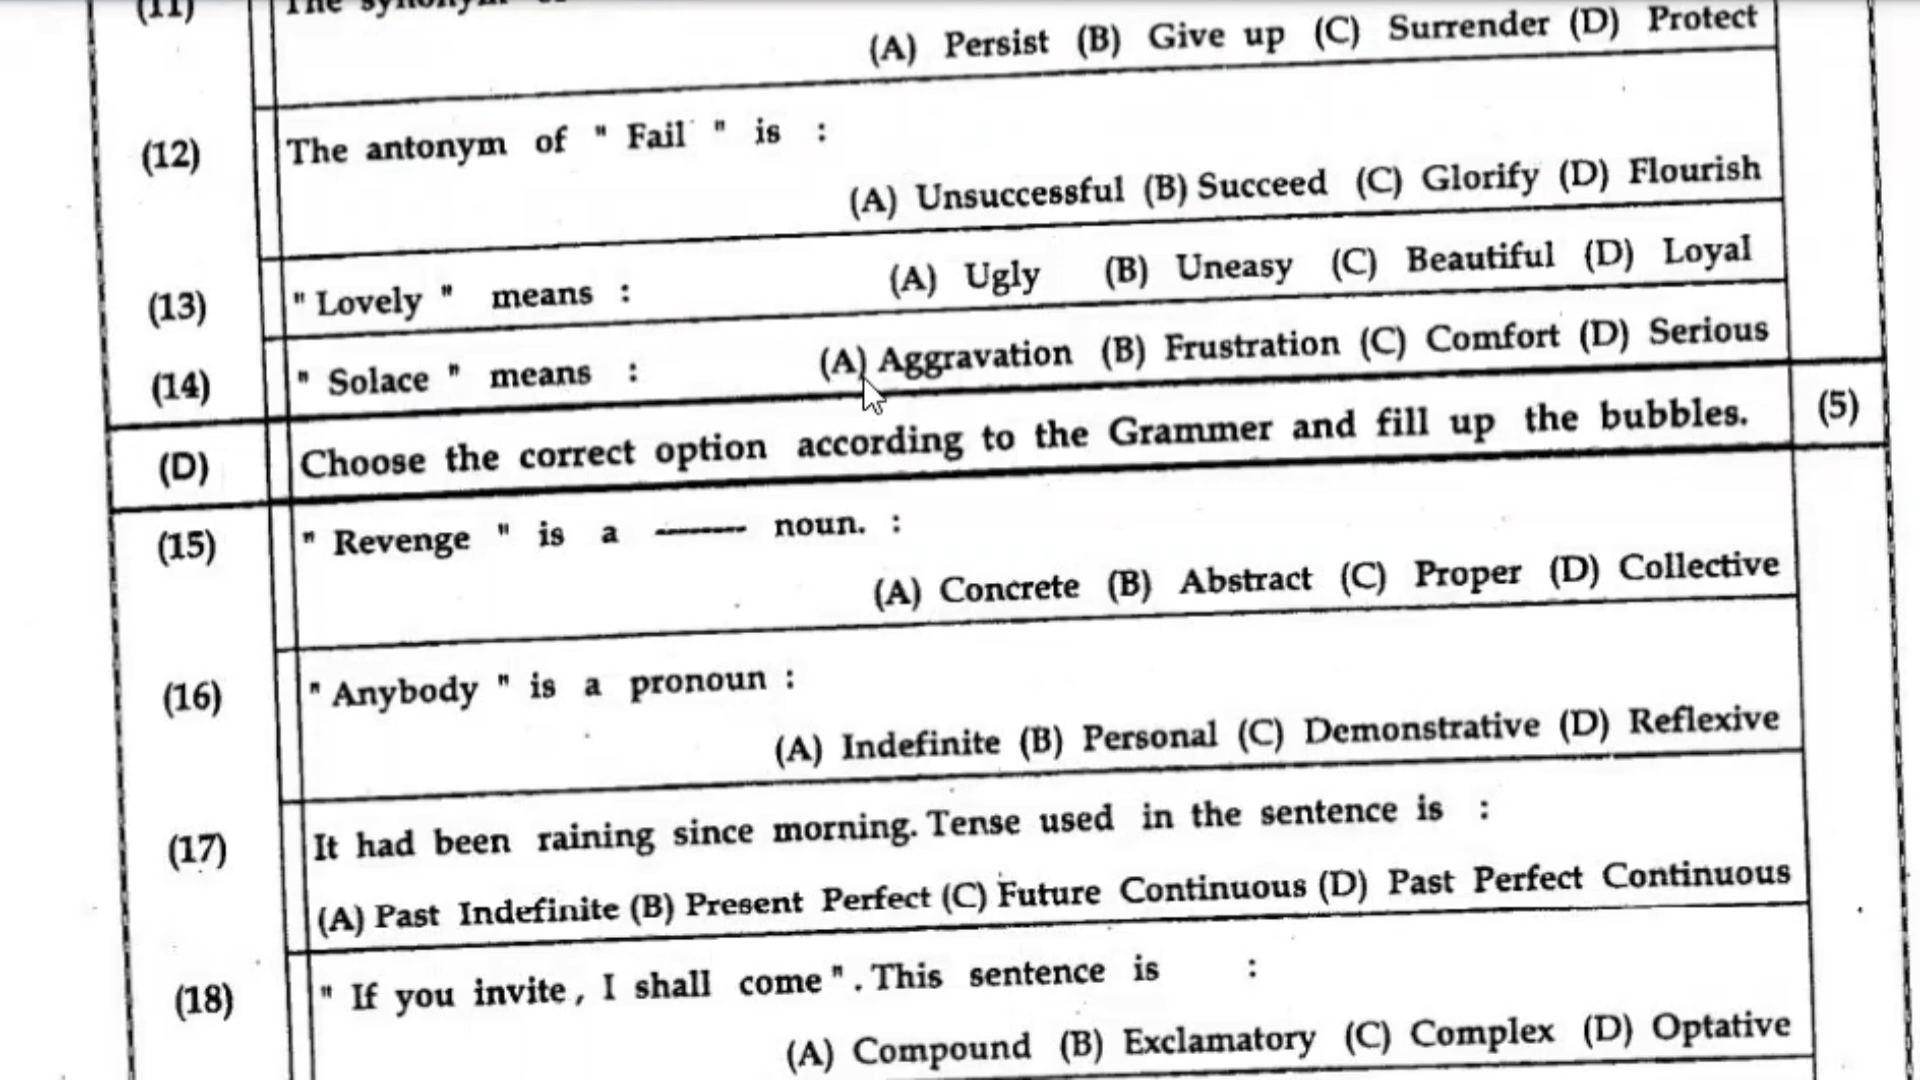 (11) The synonym
(A) Persist (B) Give up (C) Surrender (D) Protect
(12) The antonym of " Fail " is :
(A) Unsuccessful (B) Succeed (C) Glorify (D) Flourish
(13) " Lovely " means : (A) Ugly (B) Uneasy (C) Beautiful (D) Loyal
(14) " Solace " means : (A) Aggravation (B) Frustration (C) Comfort (D) Serious
(D) Choose the correct option according to the Grammer and fill up the bubbles. (5)
(15) " Revenge " is a -------- noun. :
(A) Concrete (B) Abstract (C) Proper (D) Collective
(16) " Anybody " is a pronoun :
(A) Indefinite (B) Personal (C) Demonstrative (D) Reflexive
(17) It had been raining since morning. Tense used in the sentence is :
(A) Past Indefinite (B) Present Perfect (C) Future Continuous (D) Past Perfect Continuous
(18) " If you invite, I shall come ". This sentence is :
(A) Compound (B) Exclamatory (C) Complex (D) Optative